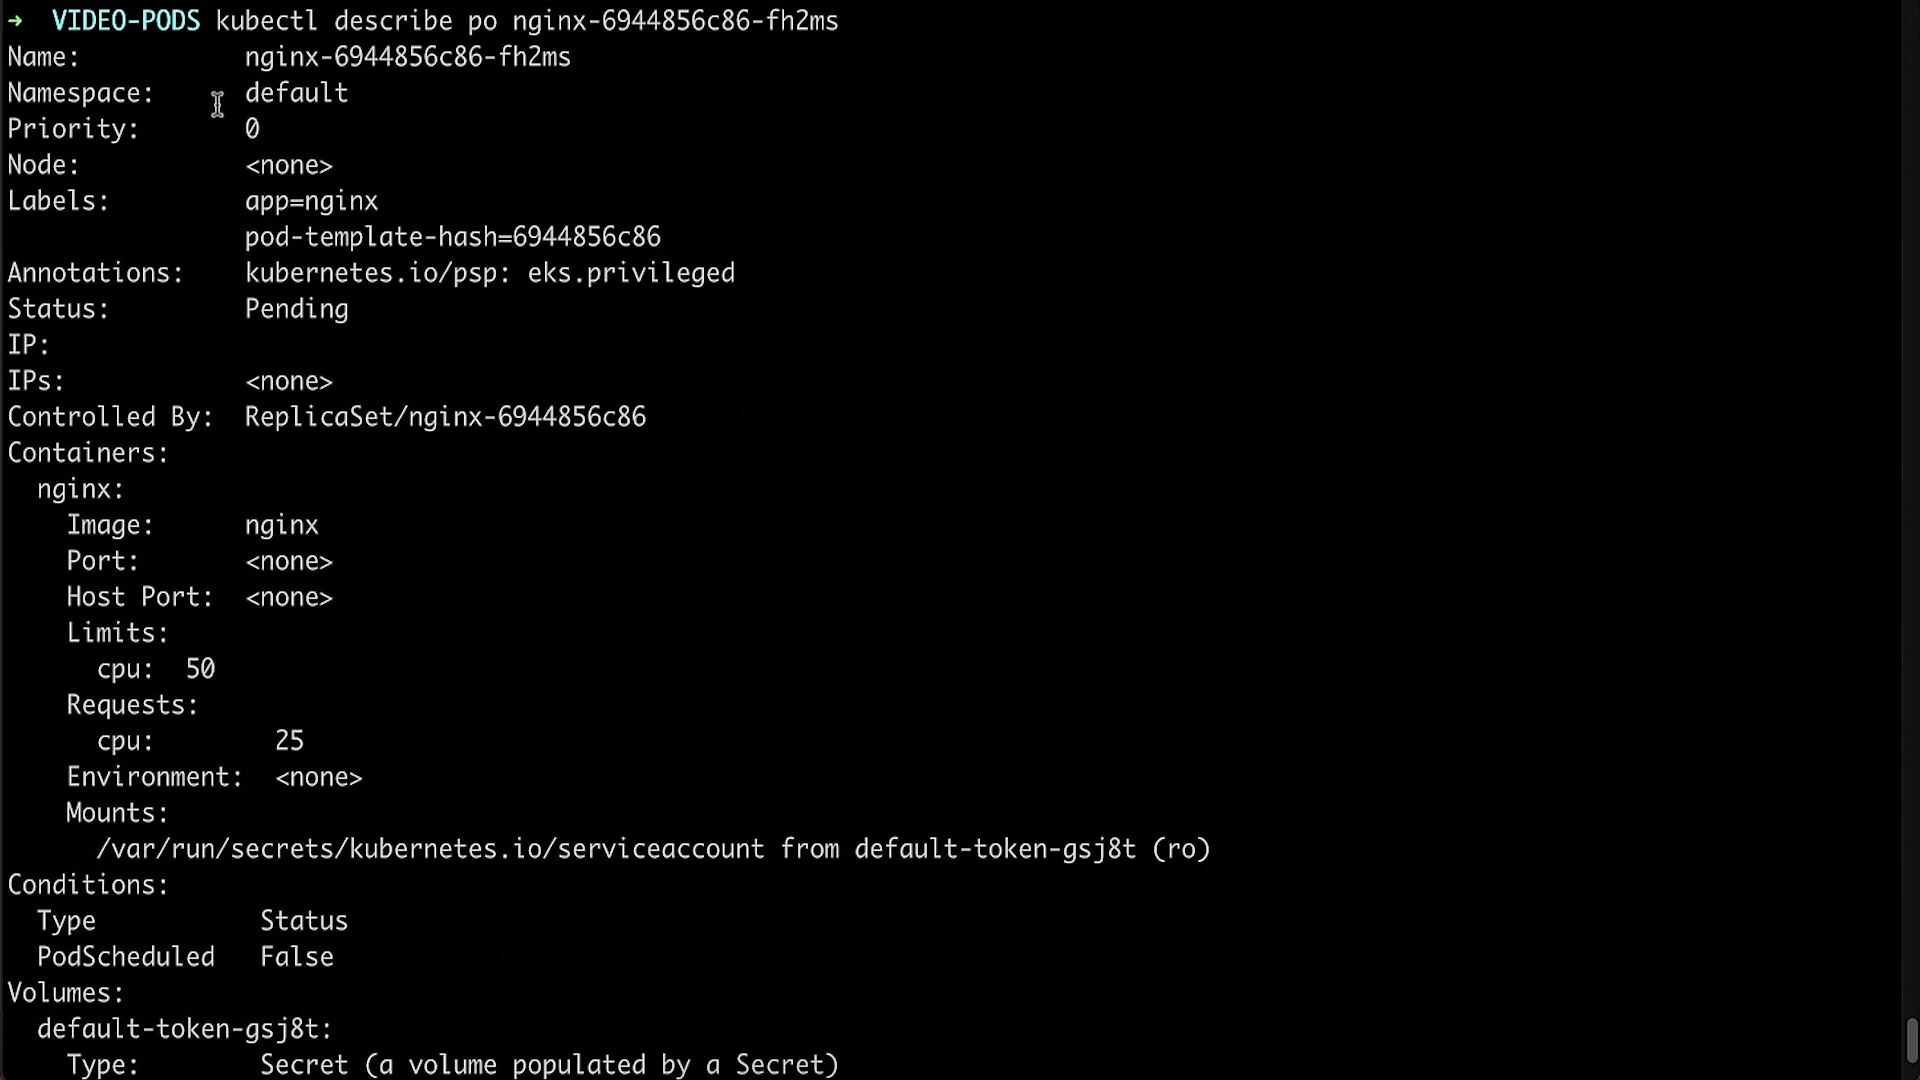 → VIDEO-PODS kubectl describe po nginx-6944856c86-fh2ms
Name: nginx-6944856c86-fh2ms
Namespace: default
Priority: 0
Node: <none>
Labels: app=nginx
pod-template-hash=6944856c86
Annotations: kubernetes.io/psp: eks.privileged
Status: Pending
IP:
IPs: <none>
Controlled By: ReplicaSet/nginx-6944856c86
Containers:
nginx:
Image: nginx
Port: <none>
Host Port: <none>
Limits:
cpu: 50
Requests:
cpu: 25
Environment: <none>
Mounts:
/var/run/secrets/kubernetes.io/serviceaccount from default-token-gsj8t (ro)
Conditions:
Type Status
PodScheduled False
Volumes:
default-token-gsj8t:
Type: Secret (a volume populated by a Secret)